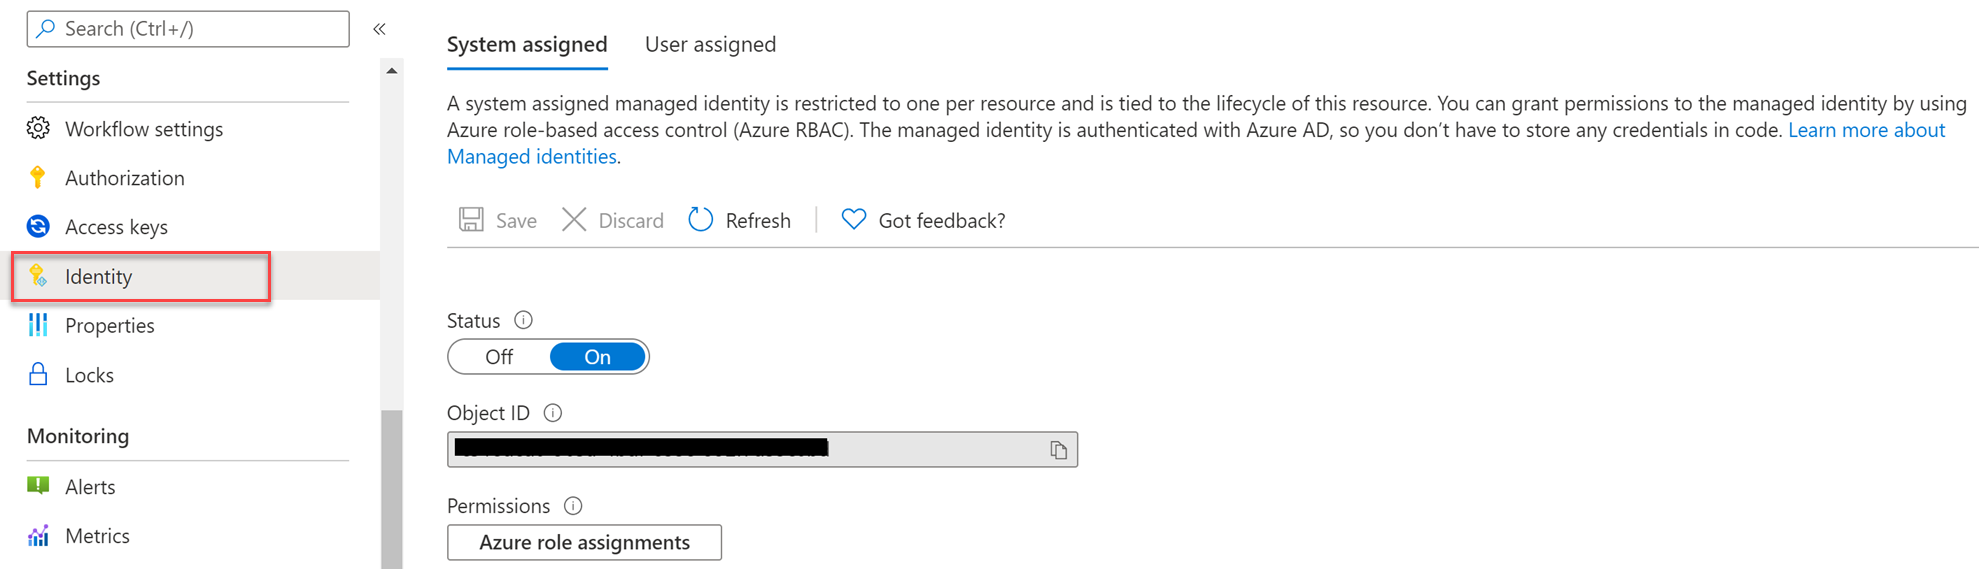 Search (Ctrl+/)
«
Settings
Workflow settings
Authorization
Access keys
Identity
Properties
Locks
Monitoring
Alerts
Metrics
System assigned
User assigned
A system assigned managed identity is restricted to one per resource and is tied to the lifecycle of this resource. You can grant permissions to the managed identity by using
Azure role-based access control (Azure RBAC). The managed identity is authenticated with Azure AD, so you don’t have to store any credentials in code. Learn more about
Managed identities.
Save
Discard
Refresh
Got feedback?
Status
Off
On
Object ID
Permissions
Azure role assignments